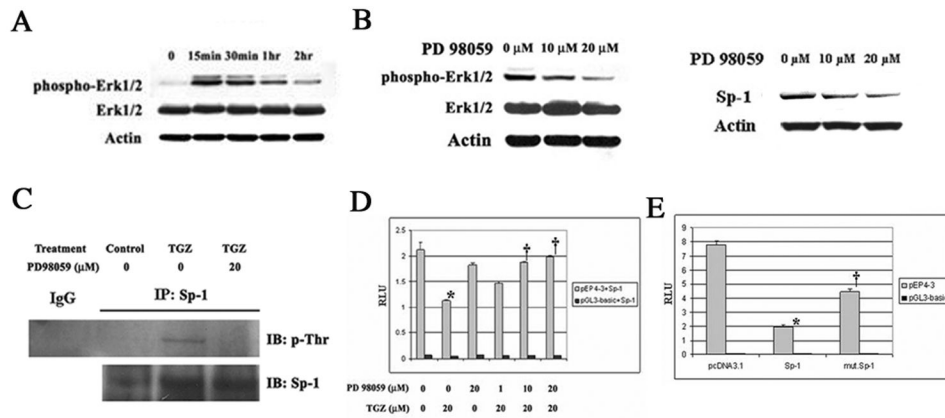 A
0 15min 30min 1hr 2hr
phospho-Erk1/2
Erk1/2
Actin
B
PD 98059 0 µM 10 µM 20 µM
phospho-Erk1/2
Erk1/2
Actin
PD 98059 0 µM 10 µM 20 µM
Sp-1
Actin
C
Treatment Control TGZ TGZ
PD98059 (µM) 0 0 20
IgG IP: Sp-1
IB: p-Thr
IB: Sp-1
D
RLU
2.5
2
1.5
1
0.5
0
*
†
†
pEP4-3+Sp-1
pGL3-basic+Sp-1
PD 98059 (µM) 0 0 20 1 10 20
TGZ (µM) 0 20 0 20 20 20
E
RLU
9
8
7
6
5
4
3
2
1
0
*
†
pEP4-3
pGL3-basic
pcDNA3.1 Sp-1 mut.Sp-1